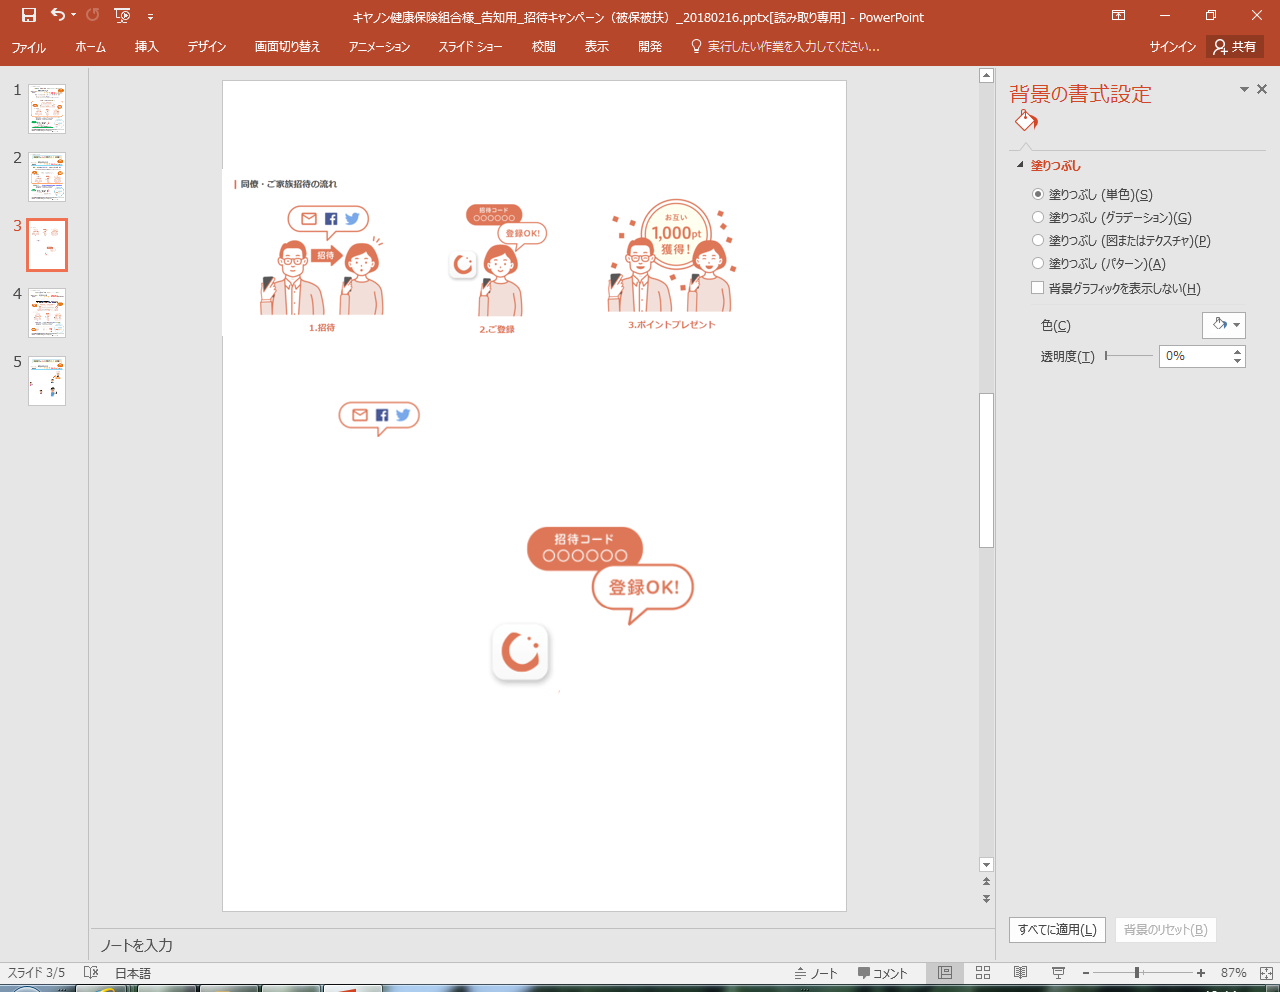 キヤノン健康保険組合様_告知用_招待キャンペーン（被保被扶）_20180216.pptx[読み取り専用] - PowerPoint
ファイル
ホーム
挿入
デザイン
画面切り替え
アニメーション
スライド ショー
校閲
表示
開発
実行したい作業を入力してください...
サインイン
共有
1
2
3
4
5
同僚・ご家族招待の流れ
招待
1.招待
招待コード
○○○○○○
登録OK!
2.ご登録
お互い
1,000pt
獲得！
3.ポイントプレゼント
招待コード
○○○○○○
登録OK!
背景の書式設定
塗りつぶし
塗りつぶし (単色)(S)
塗りつぶし (グラデーション)(G)
塗りつぶし (図またはテクスチャ)(P)
塗りつぶし (パターン)(A)
背景グラフィックを表示しない(H)
色(C)
透明度(T)
0%
すべてに適用(L)
背景のリセット(B)
ノートを入力
スライド 3/5
日本語
ノート
コメント
87%